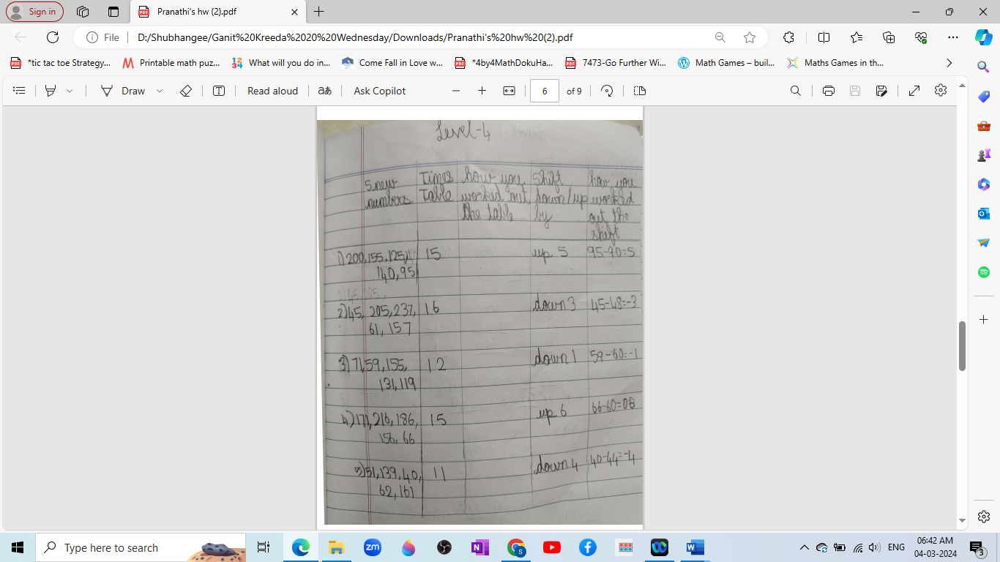 Sign in
Pranathi's hw (2).pdf
File
D:/Shubhangee/Ganit%20Kreeda%2020%20Wednesday/Downloads/Pranathi's%20hw%20(2).pdf
*tic tac toe Strategy...
Printable math puz...
What will you do in...
Come Fall in Love w...
*4by4MathDokuHa...
7473-Go Further Wi...
Math Games – buil...
Maths Games in th...
Draw
Read aloud
Ask Copilot
6 of 9
Level-4
5 new numbers
Times Table
how you worked out the table
Shift down/up by
how you worked out the shift
1) 200, 155, 125,
140, 95
15
up 5
95-90=5
2) 45, 205, 237,
61, 157
16
down 3
45-48=-3
3) 71, 59, 155,
131, 119
12
down 1
59-60=-1
4) 171, 216, 186,
156, 66
15
up 6
66-60=06
5) 51, 139, 40,
62, 161
11
down 4
40-44=-4
Type here to search
ENG
06:42 AM
04-03-2024
3